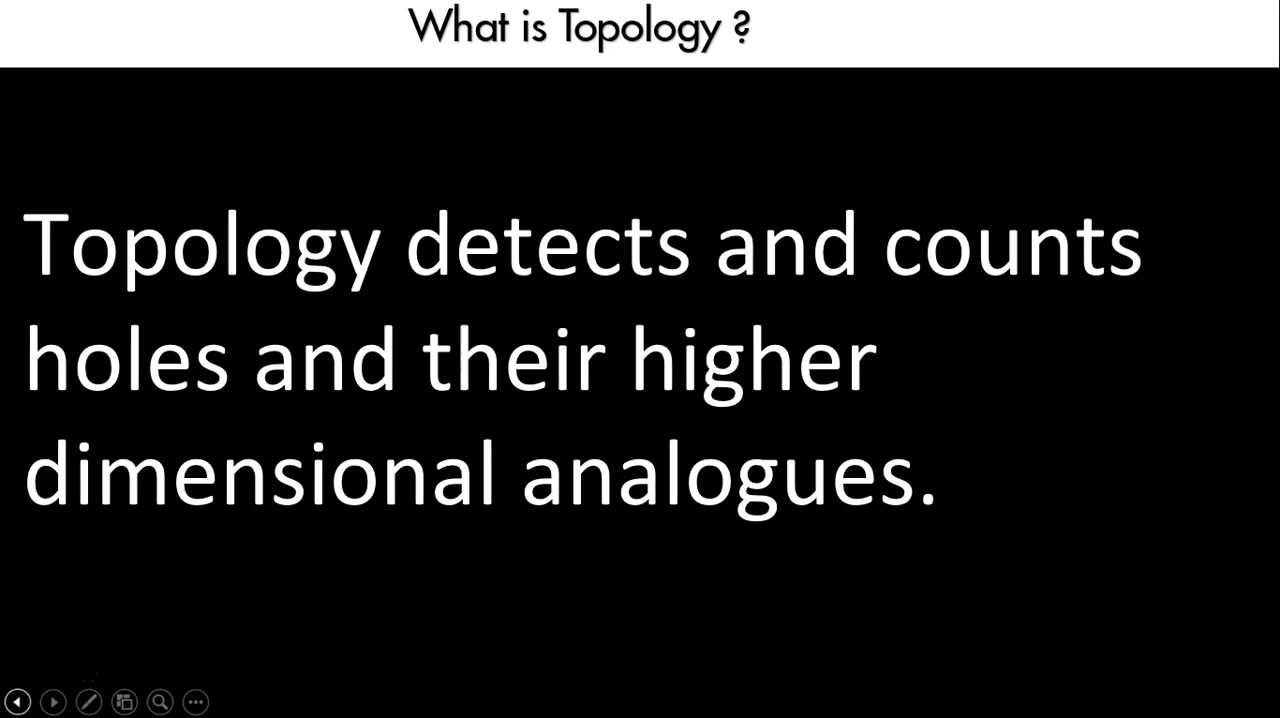 What is Topology ?
Topology detects and counts
holes and their higher
dimensional analogues.